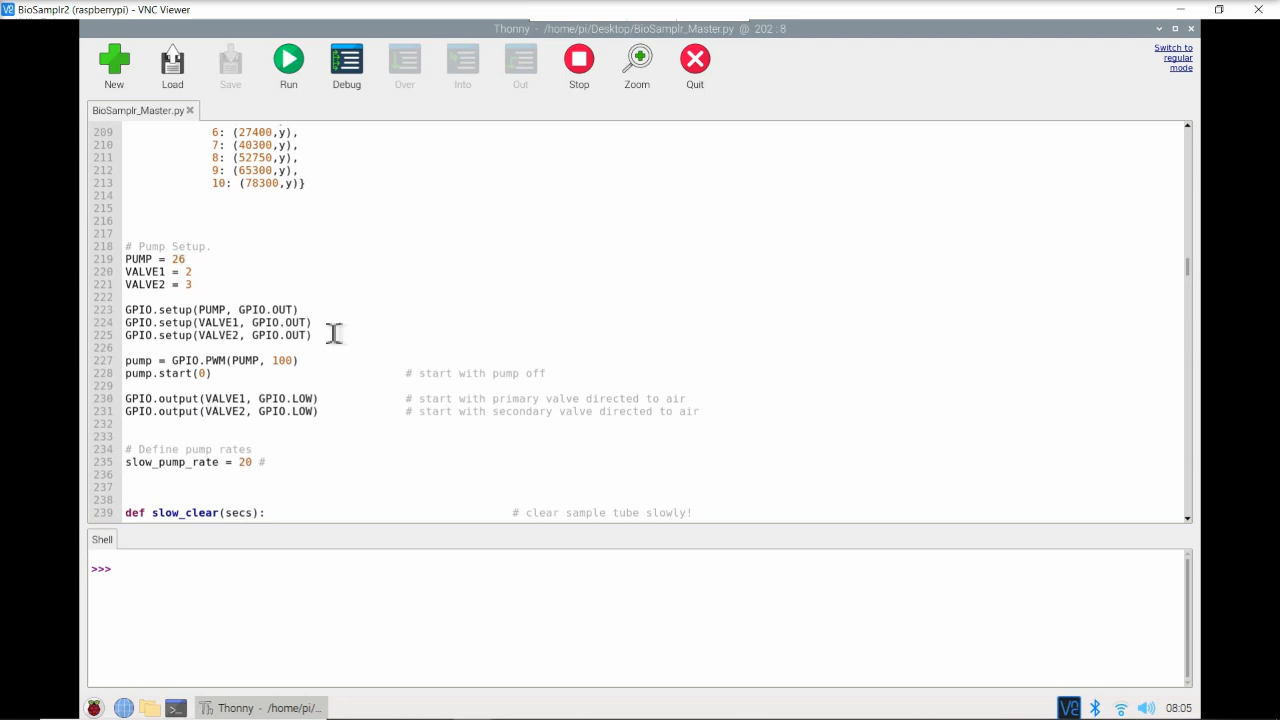 BioSamplr2 (raspberrypi) - VNC Viewer
Thonny - /home/pi/Desktop/BioSamplr_Master.py @ 202 : 8
New
Load
Save
Run
Debug
Over
Into
Out
Stop
Zoom
Quit
Switch to
regular
mode
BioSamplr_Master.py
209 6: (27400,y),
210 7: (40300,y),
211 8: (52750,y),
212 9: (65300,y),
213 10: (78300,y)}
214
215
216
217
218 # Pump Setup.
219 PUMP = 26
220 VALVE1 = 2
221 VALVE2 = 3
222
223 GPIO.setup(PUMP, GPIO.OUT)
224 GPIO.setup(VALVE1, GPIO.OUT)
225 GPIO.setup(VALVE2, GPIO.OUT)
226
227 pump = GPIO.PWM(PUMP, 100)
228 pump.start(0) # start with pump off
229
230 GPIO.output(VALVE1, GPIO.LOW) # start with primary valve directed to air
231 GPIO.output(VALVE2, GPIO.LOW) # start with secondary valve directed to air
232
233
234 # Define pump rates
235 slow_pump_rate = 20 #
236
237
238
239 def slow_clear(secs): # clear sample tube slowly!
Shell
>>>
Thonny - /home/pi/...
08:05